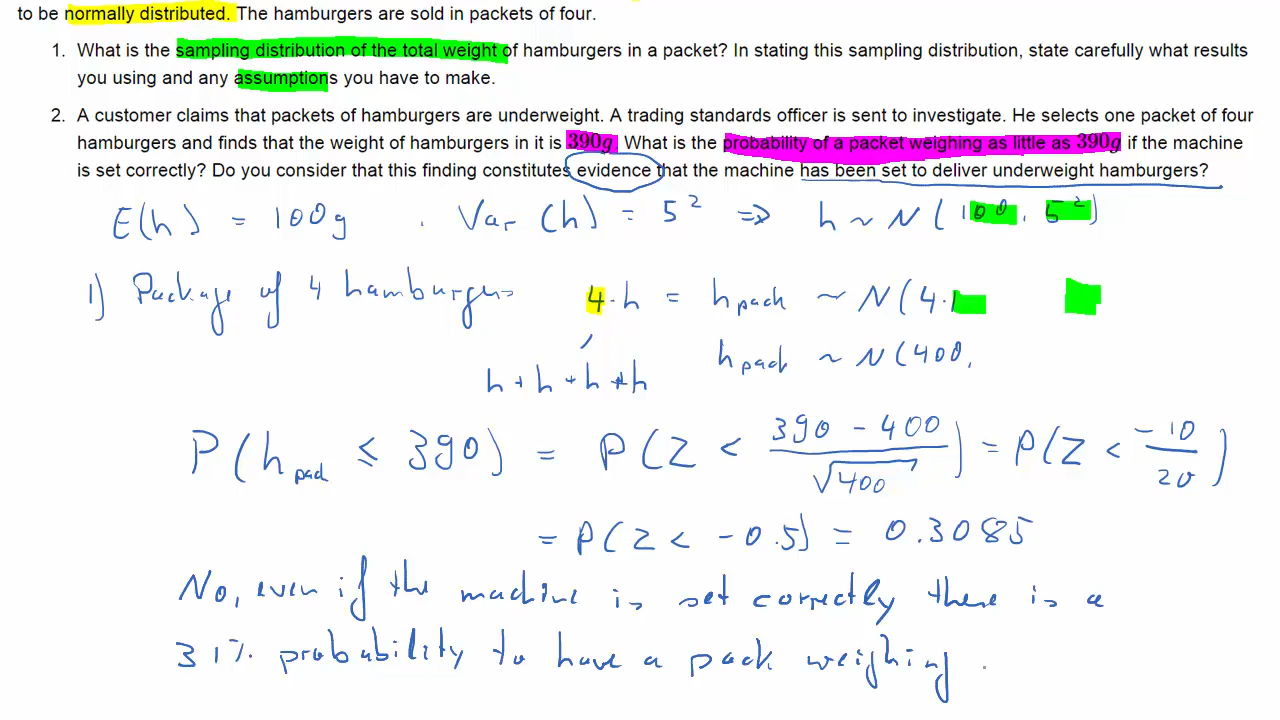 to be normally distributed. The hamburgers are sold in packets of four.
1. What is the sampling distribution of the total weight of hamburgers in a packet? In stating this sampling distribution, state carefully what results
you using and any assumptions you have to make.
2. A customer claims that packets of hamburgers are underweight. A trading standards officer is sent to investigate. He selects one packet of four
hamburgers and finds that the weight of hamburgers in it is 390g. What is the probability of a packet weighing as little as 390g if the machine
is set correctly? Do you consider that this finding constitutes evidence that the machine has been set to deliver underweight hamburgers?
E(h) = 100g . Var (h) = 5² => h ~ N(100, 5²)
1) Package of 4 hamburgers 4·h = h pack ~ N(4·1
h + h + h + h h pack ~ N(400,
P(h pack ≤ 390) = P(Z < (390 - 400)/√400) = P(Z < -10/20)
= P(Z < -0.5) = 0.3085
No, even if the machine is set correctly there is a
31% probability to have a pack weighing